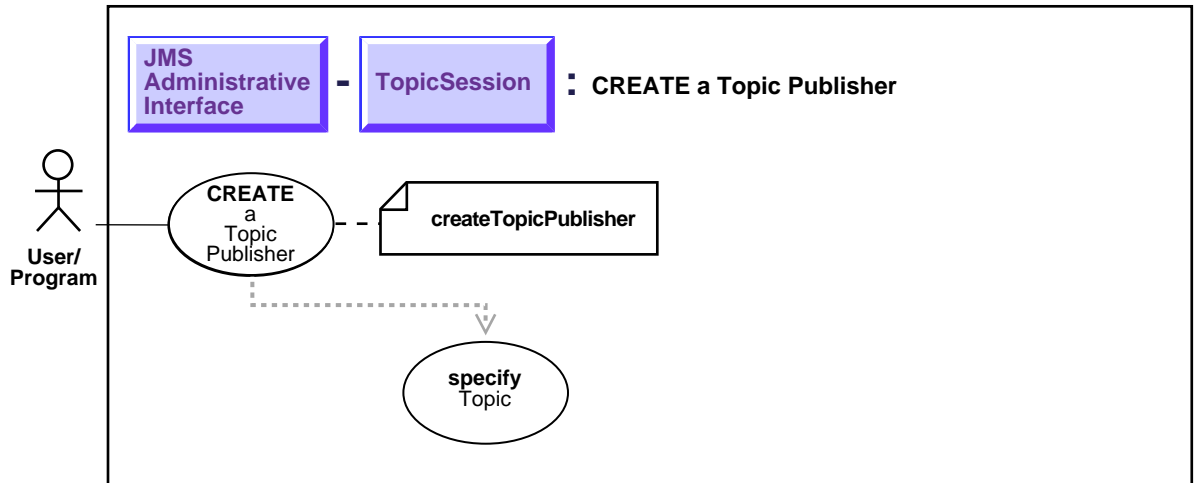 JMS
Administrative
Interface
- TopicSession : CREATE a Topic Publisher
CREATE
a
Topic
Publisher
createTopicPublisher
User/
Program
specify
Topic